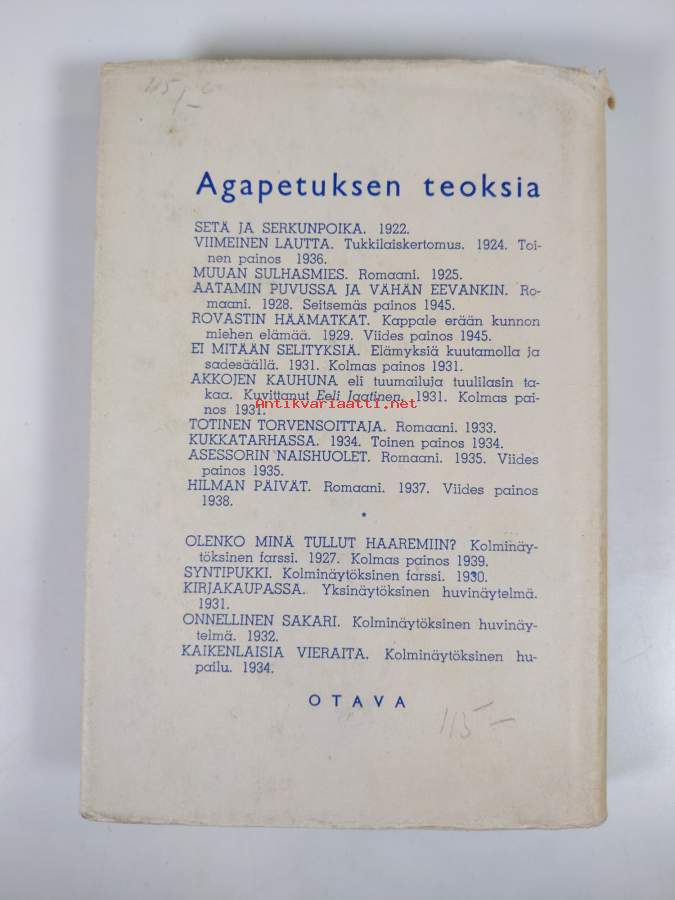 115,-
Agapetuksen teoksia
SETÄ JA SERKUNPOIKA. 1922.
VIIMEINEN LAUTTA. Tukkilaiskertomus. 1924. Toi-
nen painos 1936.
MUUAN SULHASMIES. Romaani. 1925.
AATAMIN PUVUSSA JA VÄHÄN EEVANKIN. Ro-
maani. 1928. Seitsemäs painos 1945.
ROVASTIN HÄÄMATKAT. Kappale erään kunnon
miehen elämää. 1929. Viides painos 1945.
EI MITÄÄN SELITYKSIÄ. Elämyksiä kuutamolla ja
sadesäällä. 1931. Kolmas painos 1931.
AKKOJEN KAUHUNA eli tuumailuja tuulilasin ta-
kaa. Kuvittanut Eeli Jaatinen. 1931. Kolmas pai-
nos 1931.
Antikvariaatti.net
TOTINEN TORVENSOITTAJA. Romaani. 1933.
KUKKATARHASSA. 1934. Toinen painos 1934.
ASESSORIN NAISHUOLET. Romaani. 1935. Viides
painos 1935.
HILMAN PÄIVÄT. Romaani. 1937. Viides painos
1938.
*
OLENKO MINÄ TULLUT HAAREMIIN? Kolminäy-
töksinen farssi. 1927. Kolmas painos 1939.
SYNTIPUKKI. Kolminäytöksinen farssi. 1930.
KIRJAKAUPASSA. Yksinäytöksinen huvinäytelmä.
1931.
ONNELLINEN SAKARI. Kolminäytöksinen huvinäy-
telmä. 1932.
KAIKENLAISIA VIERAITA. Kolminäytöksinen hu-
pailu. 1934.
OTAVA
115-